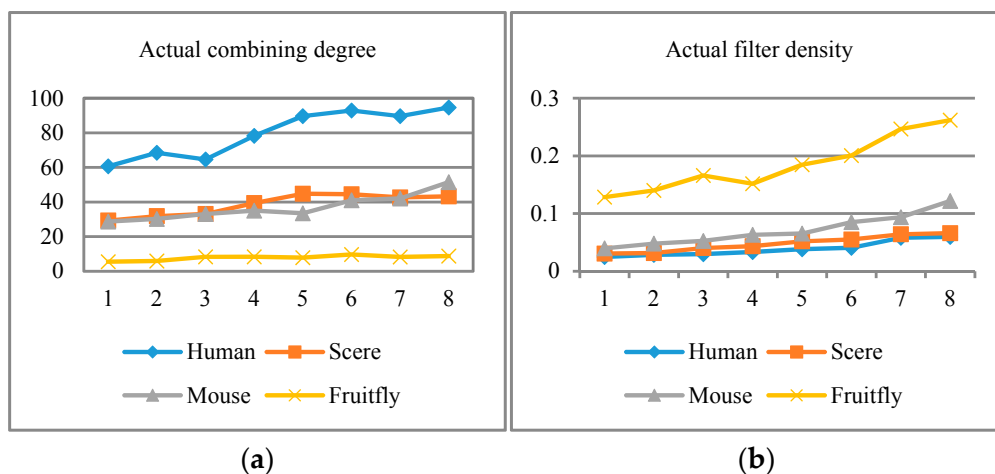 Actual combining degree
100
80
60
40
20
0
1 2 3 4 5 6 7 8
Human Scere
Mouse Fruitfly
(a)
Actual filter density
0.3
0.2
0.1
0
1 2 3 4 5 6 7 8
Human Scere
Mouse Fruitfly
(b)